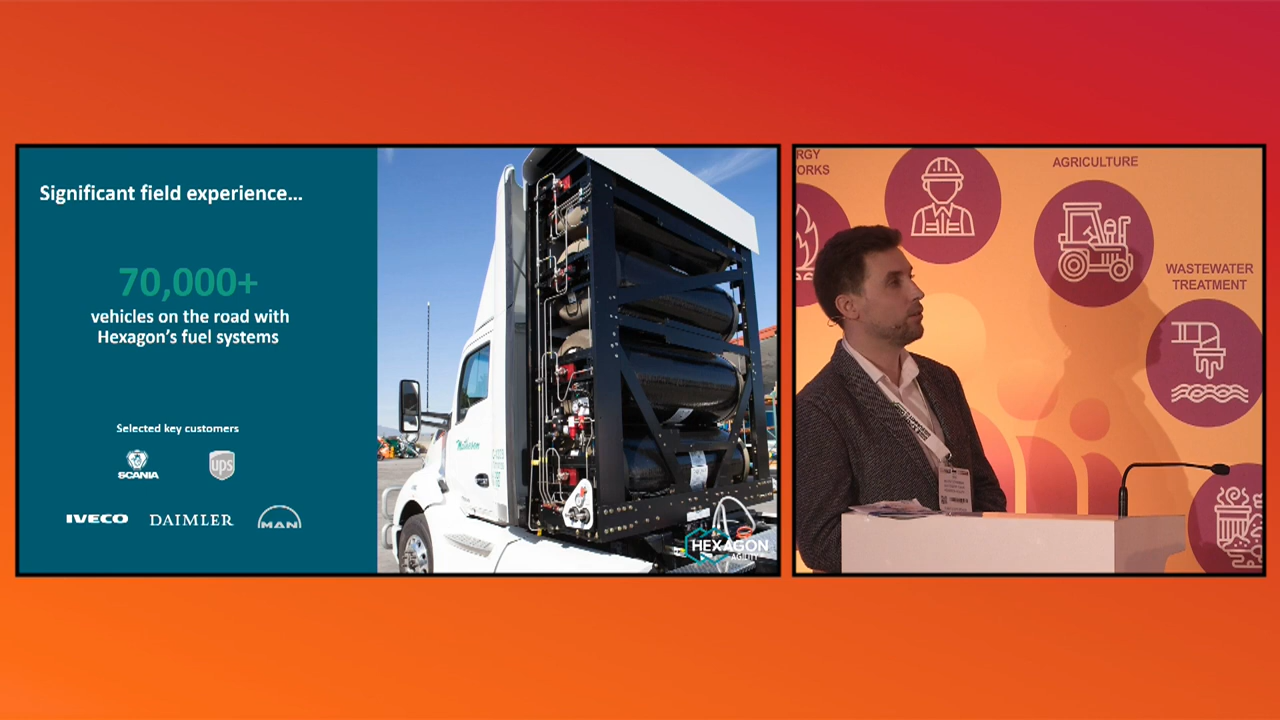 Significant field experience...
70,000+
vehicles on the road with
Hexagon's fuel systems
Selected key customers
SCANIA
ups
IVECO
DAIMLER
MAN
HEXAGON
AGILITY
AGRICULTURE
WASTEWATER
TREATMENT